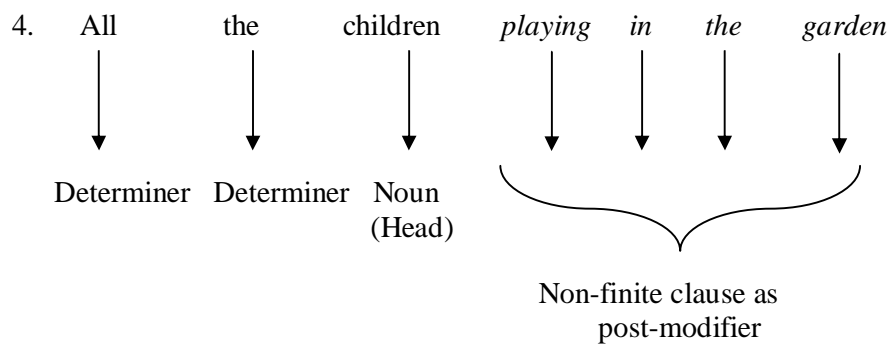 4. All the children playing in the garden
Determiner Determiner Noun
(Head)
Non-finite clause as
post-modifier